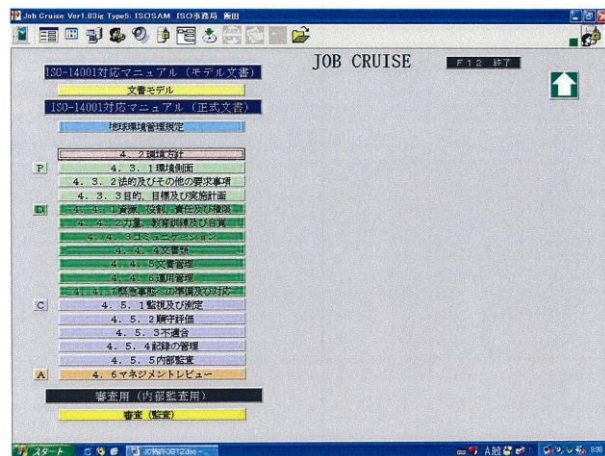 Job Cruise Ver1.83ig Type5: ISOSAM ISO事務局 飯田
JOB CRUISE
F12 終了
ISO-14001対応マニュアル（モデル文書）
文書モデル
ISO-14001対応マニュアル（正式文書）
地球環境管理規定
4．2環境方針
P
4．3．1環境側面
4．3．2法的及びその他の要求事項
4．3．3目的、目標及び実施計画
D
4．4．1資源、役割、責任及び権限
4．4．2力量、教育訓練及び自覚
4．4．3コミュニケーション
4．4．4文書類
4．4．5文書管理
4．4．6運用管理
4．4．7緊急事態への準備及び対応
C
4．5．1監視及び測定
4．5．2順守評価
4．5．3不適合
4．5．4記録の管理
4．5．5内部監査
A
4．6マネジメントレビュー
審査用（内部監査用）
審査（監査）
スタート